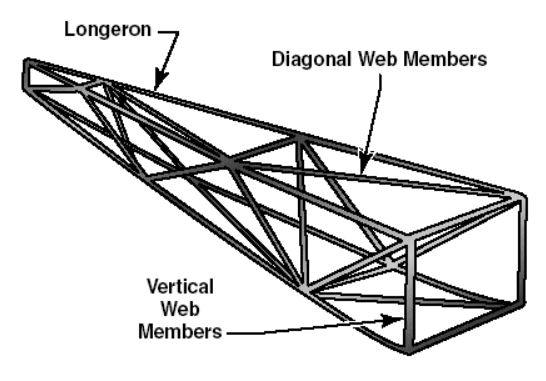 Longeron
Diagonal Web Members
Vertical
Web
Members